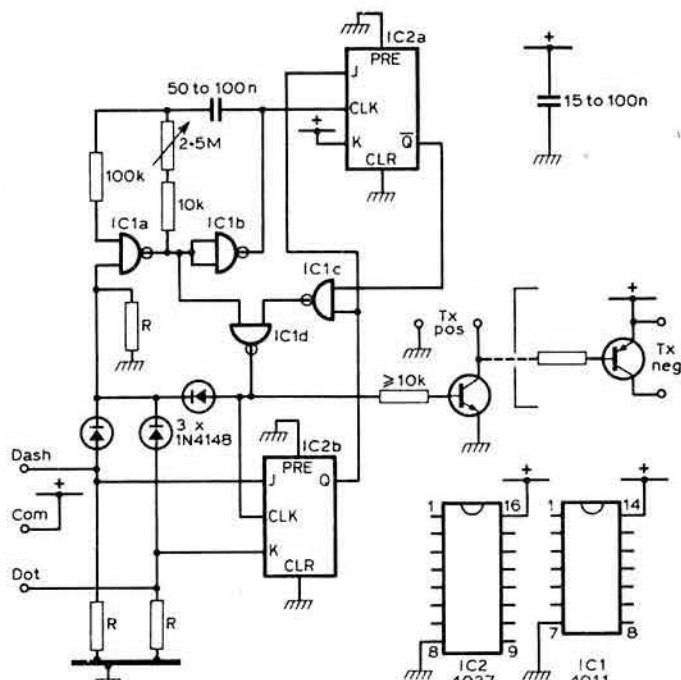 IC2a
PRE
J
50 to 100n
CLK
15 to 100n
2·5M
K
Q
100k
CLR
10k
IC1a
IC1b
IC1c
R
IC1d
Tx
pos
Tx
neg
≥10k
3 x
1N4148
IC2b
PRE
Dash
J
Q
Com
CLK
K
Dot
CLR
R
R
1
16
1
14
8
9
7
8
IC2
IC1
4027
4011